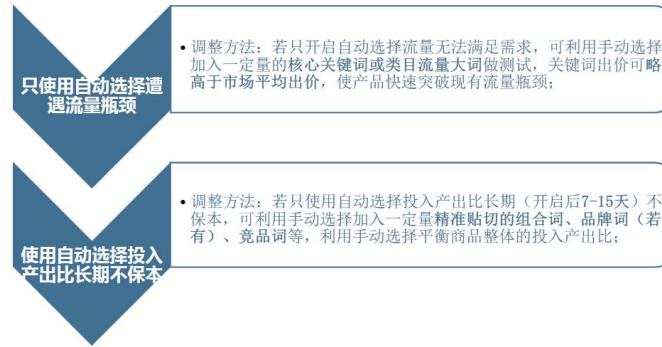 只使用自动选择遭
遇流量瓶颈
• 调整方法：若只开启自动选择流量无法满足需求，可利用手动选择
加入一定量的核心关键词或类目流量大词做测试，关键词出价可略
高于市场平均出价，使产品快速突破现有流量瓶颈；
使用自动选择投入
产出比长期不保本
• 调整方法：若只使用自动选择投入产出比长期（开启后7-15天）不
保本，可利用手动选择加入一定量精准贴切的组合词、品牌词（若
有）、竞品词等，利用手动选择平衡商品整体的投入产出比；